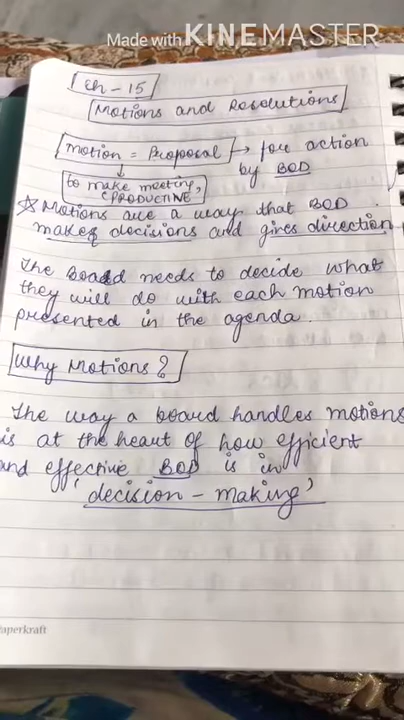 Made with KINEMASTER
Ch - 15
Motions and Resolutions
Motion = Proposal → for action
by BOD
↓
to make meeting,
PRODUCTIVE
☆ Motions are a way that BOD
makes decisions and gives direction
The board needs to decide what
they will do with each motion
presented in the agenda.
Why Motions?
The way a board handles motions
is at the heart of how efficient
and effective BOD is in
'decision - making'
aperkraft